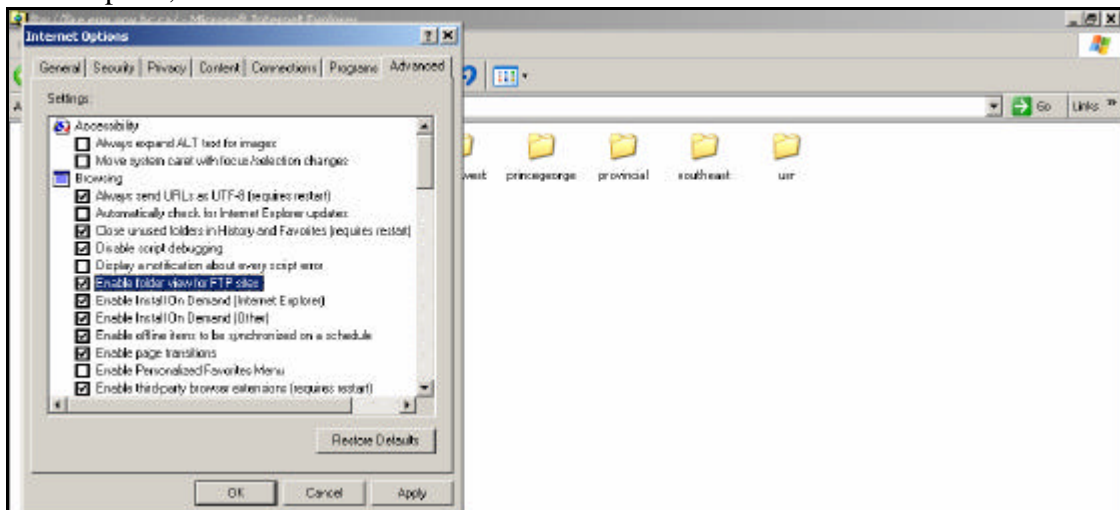 Microsoft Internet Explorer
Internet Options
General Security Privacy Content Connections Programs Advanced
Settings:
Accessibility
Always expand ALT text for images
Move system caret with focus/selection changes
Browsing
Always send URLs as UTF-8 (requires restart)
Automatically check for Internet Explorer updates
Close unused folders in History and Favorites (requires restart)
Disable script debugging
Display a notification about every script error
Enable folder view for FTP sites
Enable Install On Demand (Internet Explorer)
Enable Install On Demand (Other)
Enable offline items to be synchronized on a schedule
Enable page transitions
Enable Personalized Favorites Menu
Enable third-party browser extensions (requires restart)
Restore Defaults
OK Cancel Apply
Go Links
princegeorge provincial southeast usr